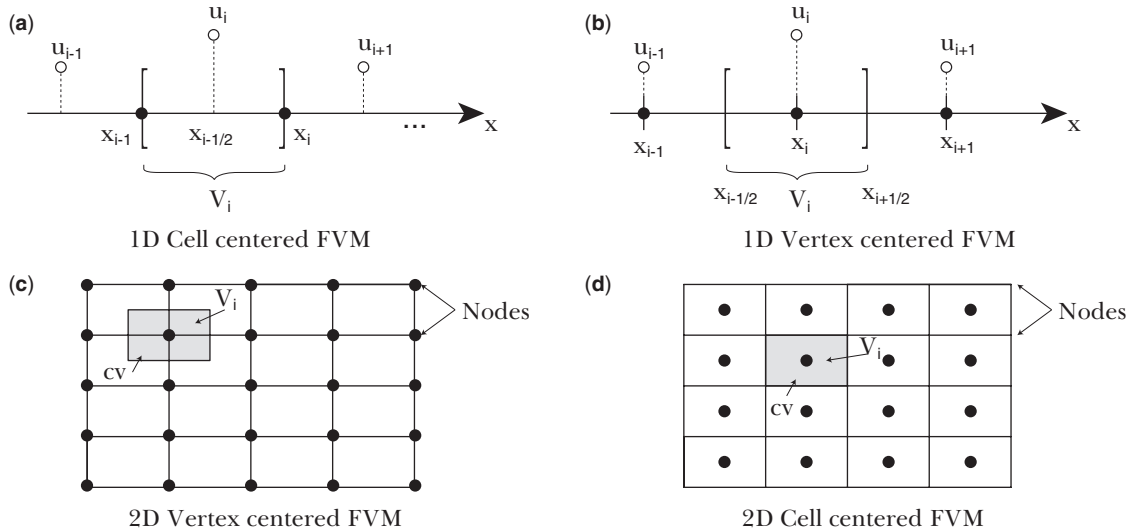 (a)
u_i
u_{i-1}
u_{i+1}
x_{i-1}
x_{i-1/2}
x_i
...
x
V_i
1D Cell centered FVM
(b)
u_i
u_{i-1}
u_{i+1}
x_{i-1}
x_i
x_{i+1}
x
x_{i-1/2}
V_i
x_{i+1/2}
1D Vertex centered FVM
(c)
V_i
Nodes
cv
2D Vertex centered FVM
(d)
Nodes
V_i
cv
2D Cell centered FVM